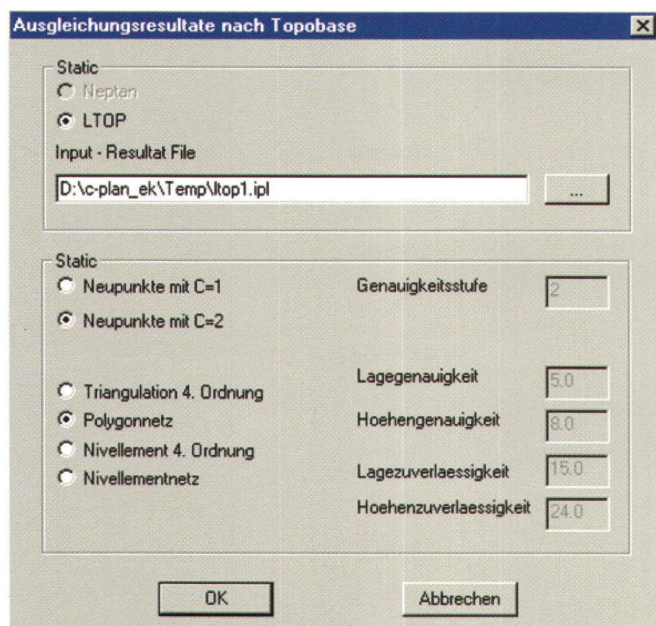 Ausgleichungsresultate nach Topobase
Static
Neptan
LTOP
Input - Resultat File
D:\c-plan_ek\Temp\ltop1.ipl
...
Static
Neupunkte mit C=1
Genauigkeitsstufe
2
Neupunkte mit C=2
Triangulation 4. Ordnung
Lagegenauigkeit
5.0
Polygonnetz
Hoehengenauigkeit
8.0
Nivellement 4. Ordnung
Lagezuverlaessigkeit
15.0
Nivellementnetz
Hoehenzuverlaessigkeit
24.0
OK
Abbrechen